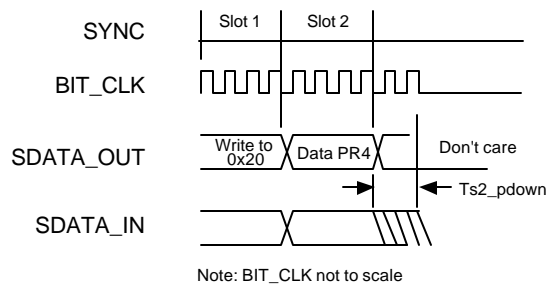 SYNC
Slot 1
Slot 2
BIT_CLK
SDATA_OUT
Write to
0x20
Data PR4
Don't care
Ts2_pdown
SDATA_IN
Note: BIT_CLK not to scale